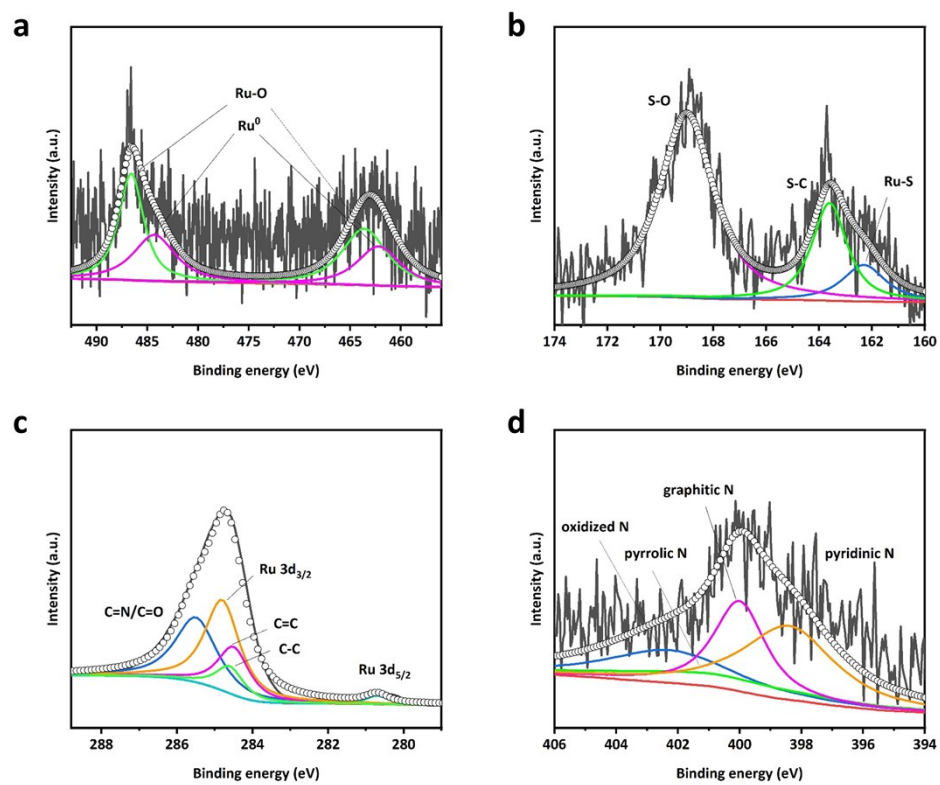 a
Ru-O
Ru⁰
Intensity (a.u.)
490 485 480 475 470 465 460
Binding energy (eV)
b
S-O
S-C
Ru-S
Intensity (a.u.)
174 172 170 168 166 164 162 160
Binding energy (eV)
c
Ru 3d₃/₂
C=N/C=O
C=C
C-C
Ru 3d₅/₂
Intensity (a.u.)
288 286 284 282 280
Binding energy (eV)
d
graphitic N
oxidized N
pyrrolic N
pyridinic N
Intensity (a.u.)
406 404 402 400 398 396 394
Binding energy (eV)